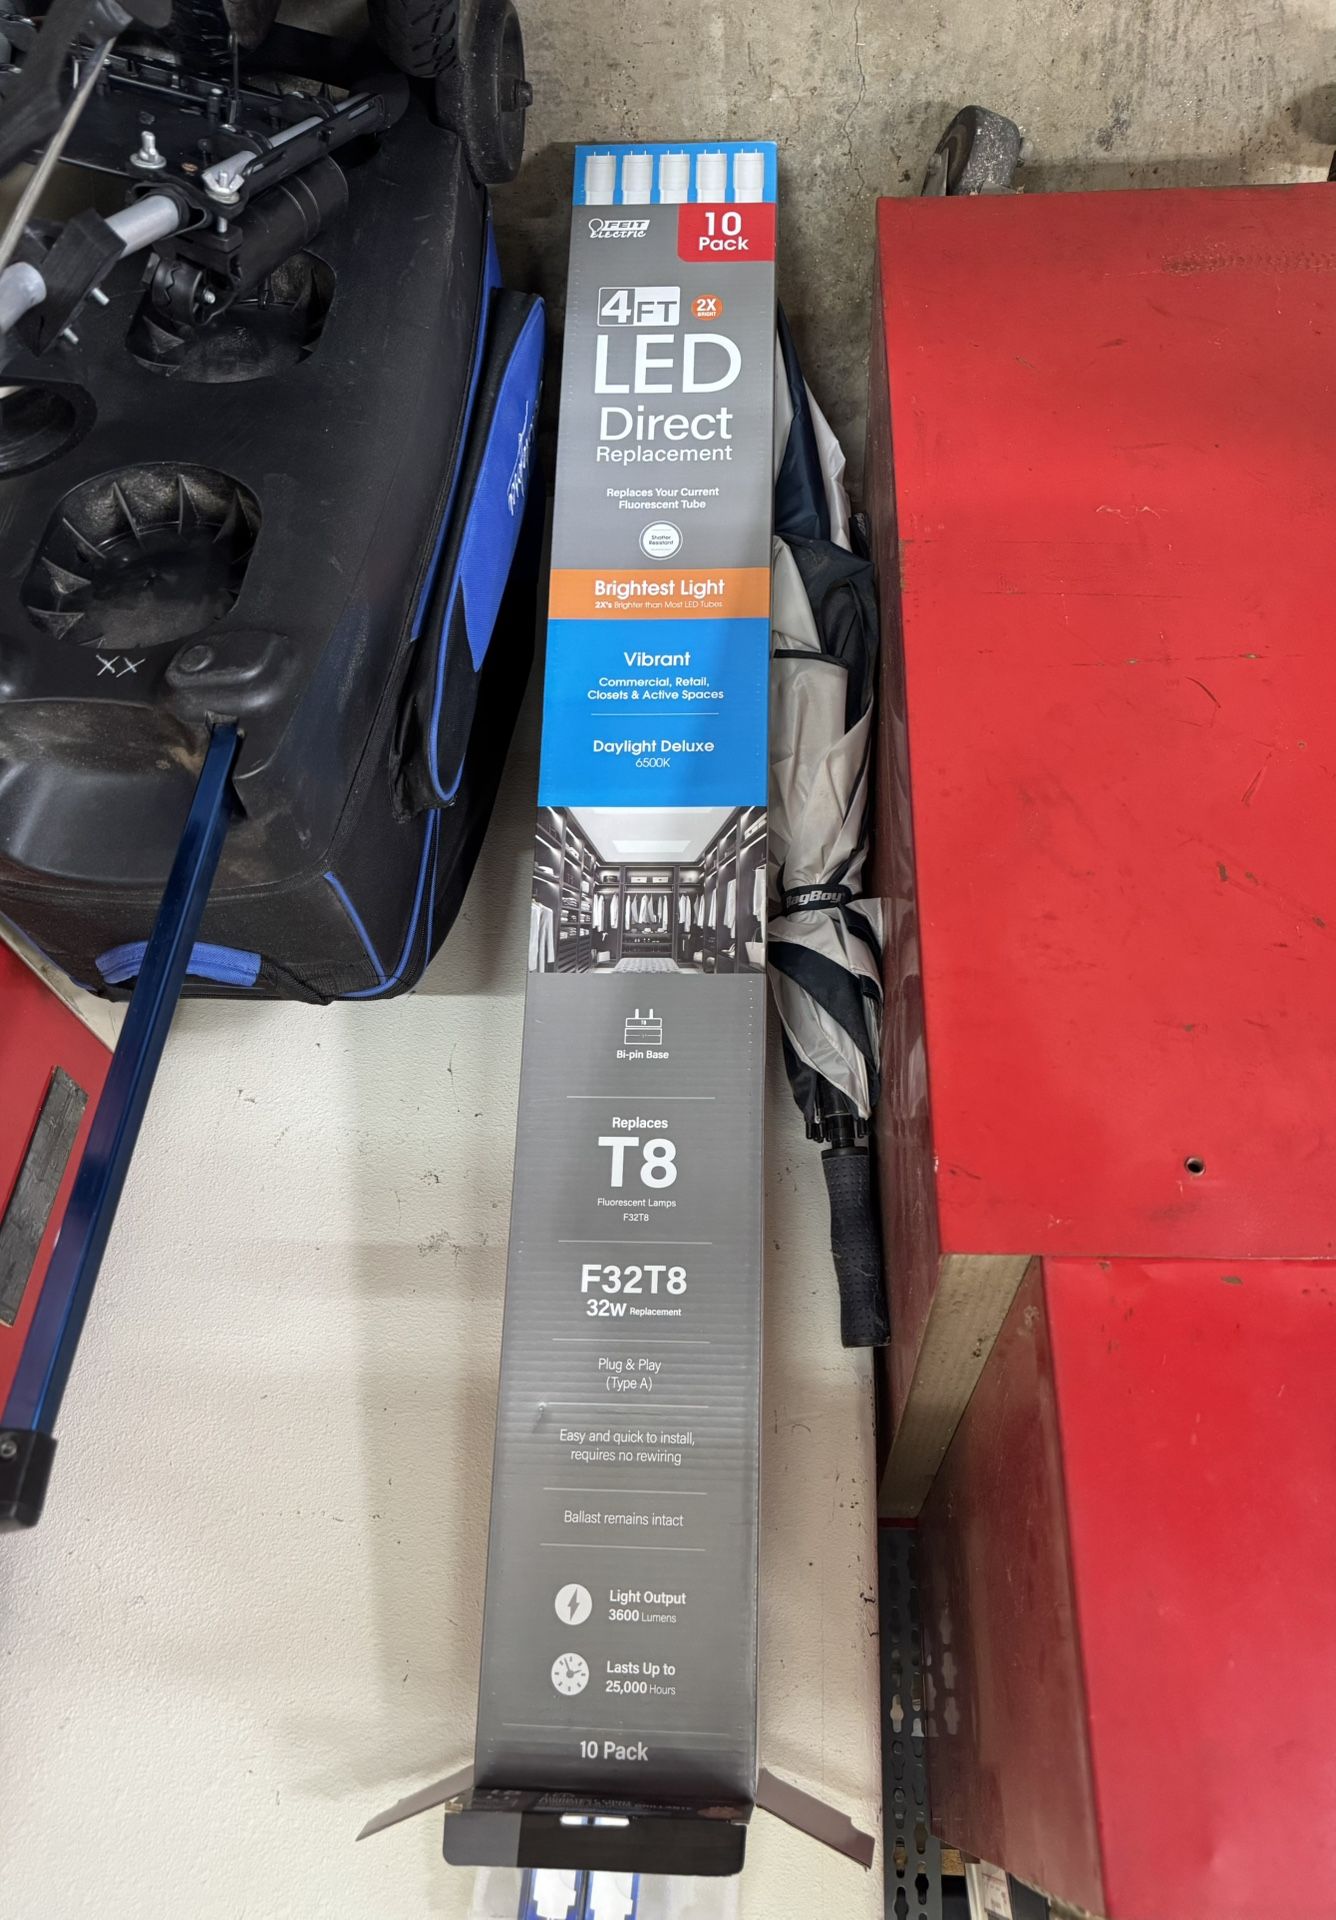 FEIT
electric
10
Pack
4FT
2X
BRIGHT
LED
Direct
Replacement
Replaces Your Current
Fluorescent Tube
Shatter
Resistant
Brightest Light
2X's Brighter than Most LED Tubes
Vibrant
Commercial, Retail,
Closets & Active Spaces
Daylight Deluxe
6500K
BagBoy
XX
T8
Bi-pin Base
Replaces
T8
Fluorescent Lamps
F32T8
F32T8
32W Replacement
Plug & Play
(Type A)
Easy and quick to install,
requires no rewiring
Ballast remains intact
Light Output
3600 Lumens
Lasts Up to
25,000 Hours
10 Pack